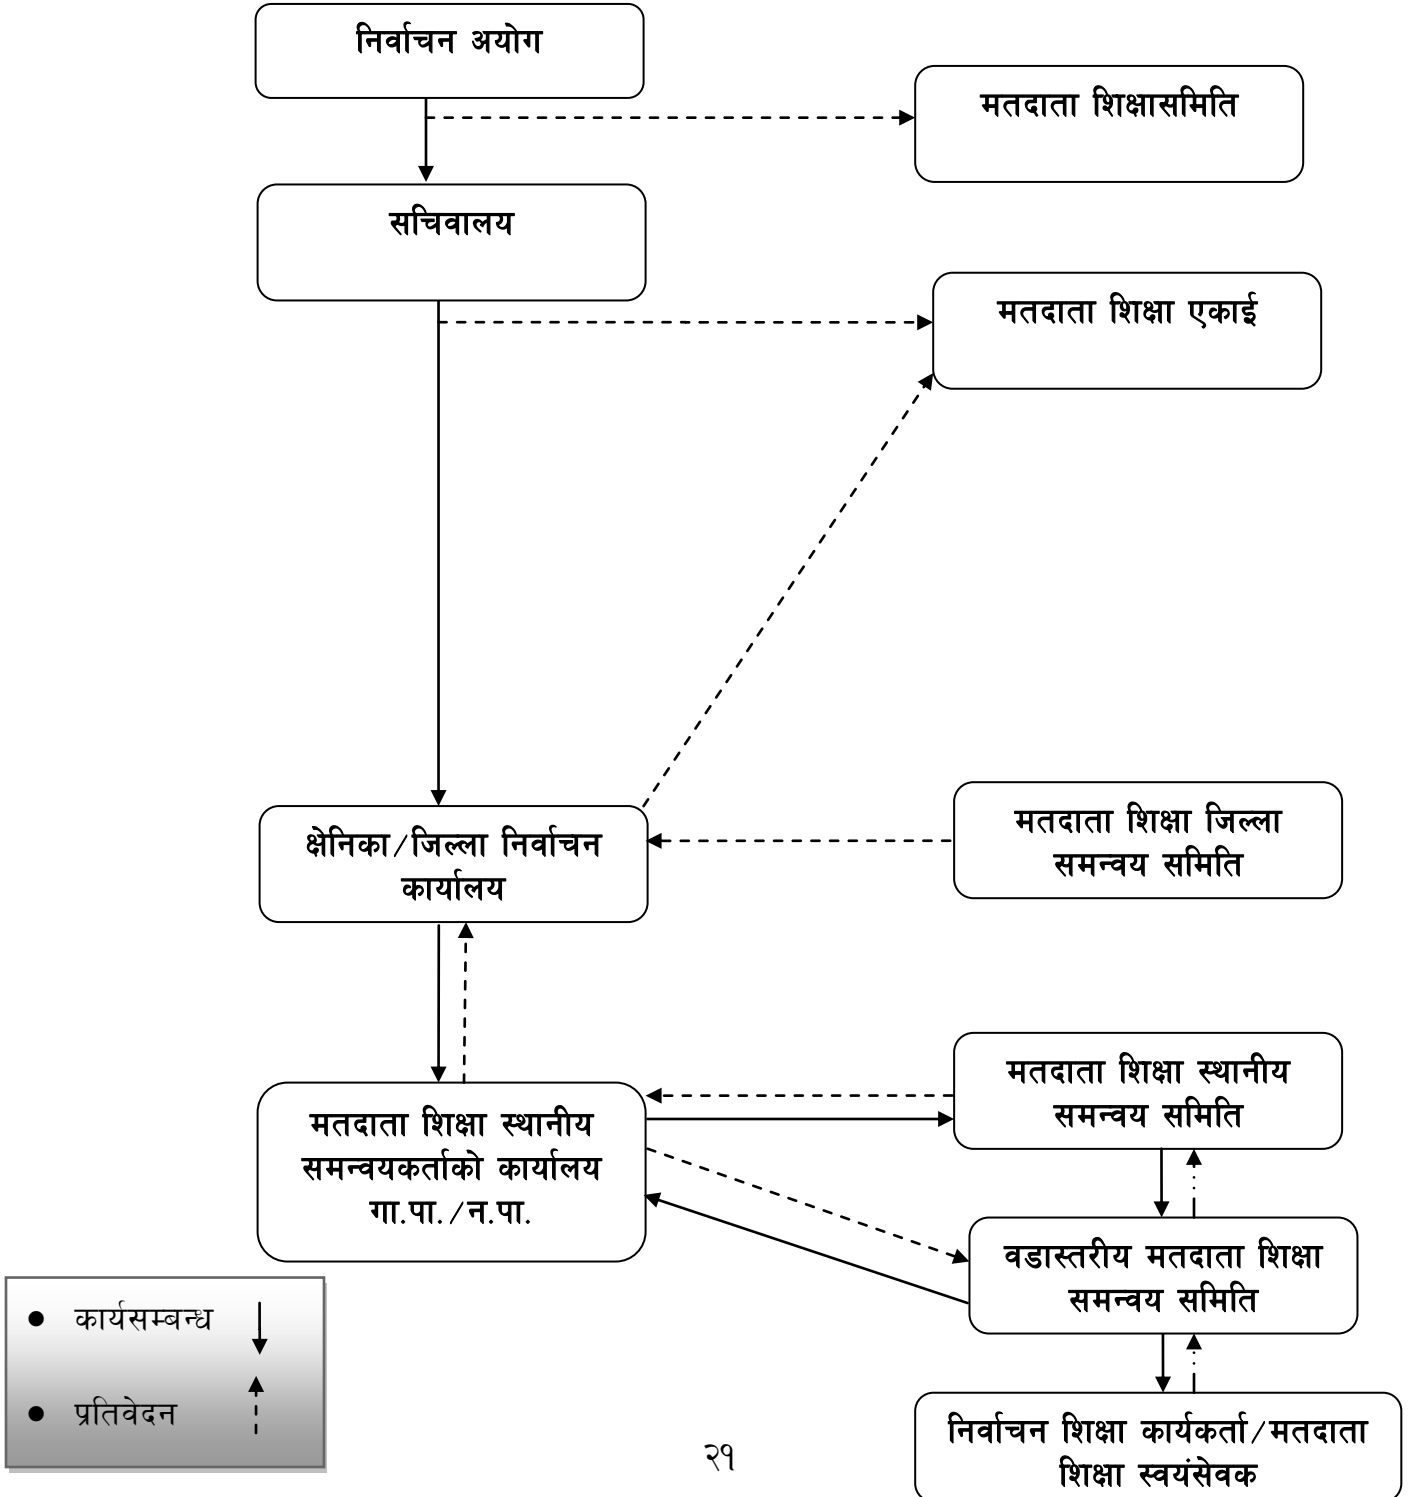 निर्वाचन अयोग
मतदाता शिक्षासमिति
सचिवालय
मतदाता शिक्षा एकाई
क्षेनिका/जिल्ला निर्वाचन
कार्यालय
मतदाता शिक्षा जिल्ला
समन्वय समिति
मतदाता शिक्षा स्थानीय
समन्वय समिति
मतदाता शिक्षा स्थानीय
समन्वयकर्ताको कार्यालय
गा.पा./न.पा.
वडास्तरीय मतदाता शिक्षा
समन्वय समिति
● कार्यसम्बन्ध
● प्रतिवेदन
निर्वाचन शिक्षा कार्यकर्ता/मतदाता
शिक्षा स्वयंसेवक
२१